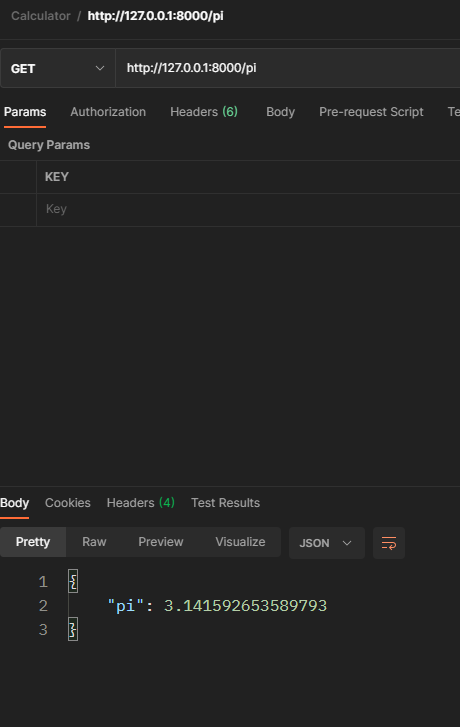 Calculator / http://127.0.0.1:8000/pi
GET http://127.0.0.1:8000/pi
Params Authorization Headers (6) Body Pre-request Script Te
Query Params
KEY
Key
Body Cookies Headers (4) Test Results
Pretty Raw Preview Visualize JSON
1 {
2 "pi": 3.141592653589793
3 }